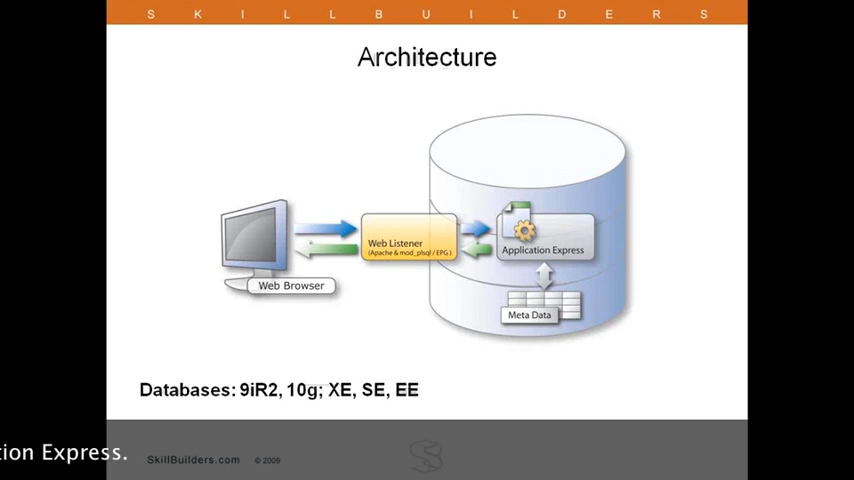 SKILLBUILDERS
Architecture
Web Listener
(Apache & mod_plsql / EPG )
Application Express
Web Browser
Meta Data
Databases: 9iR2, 10g; XE, SE, EE
tion Express.
SkillBuilders.com © 2009